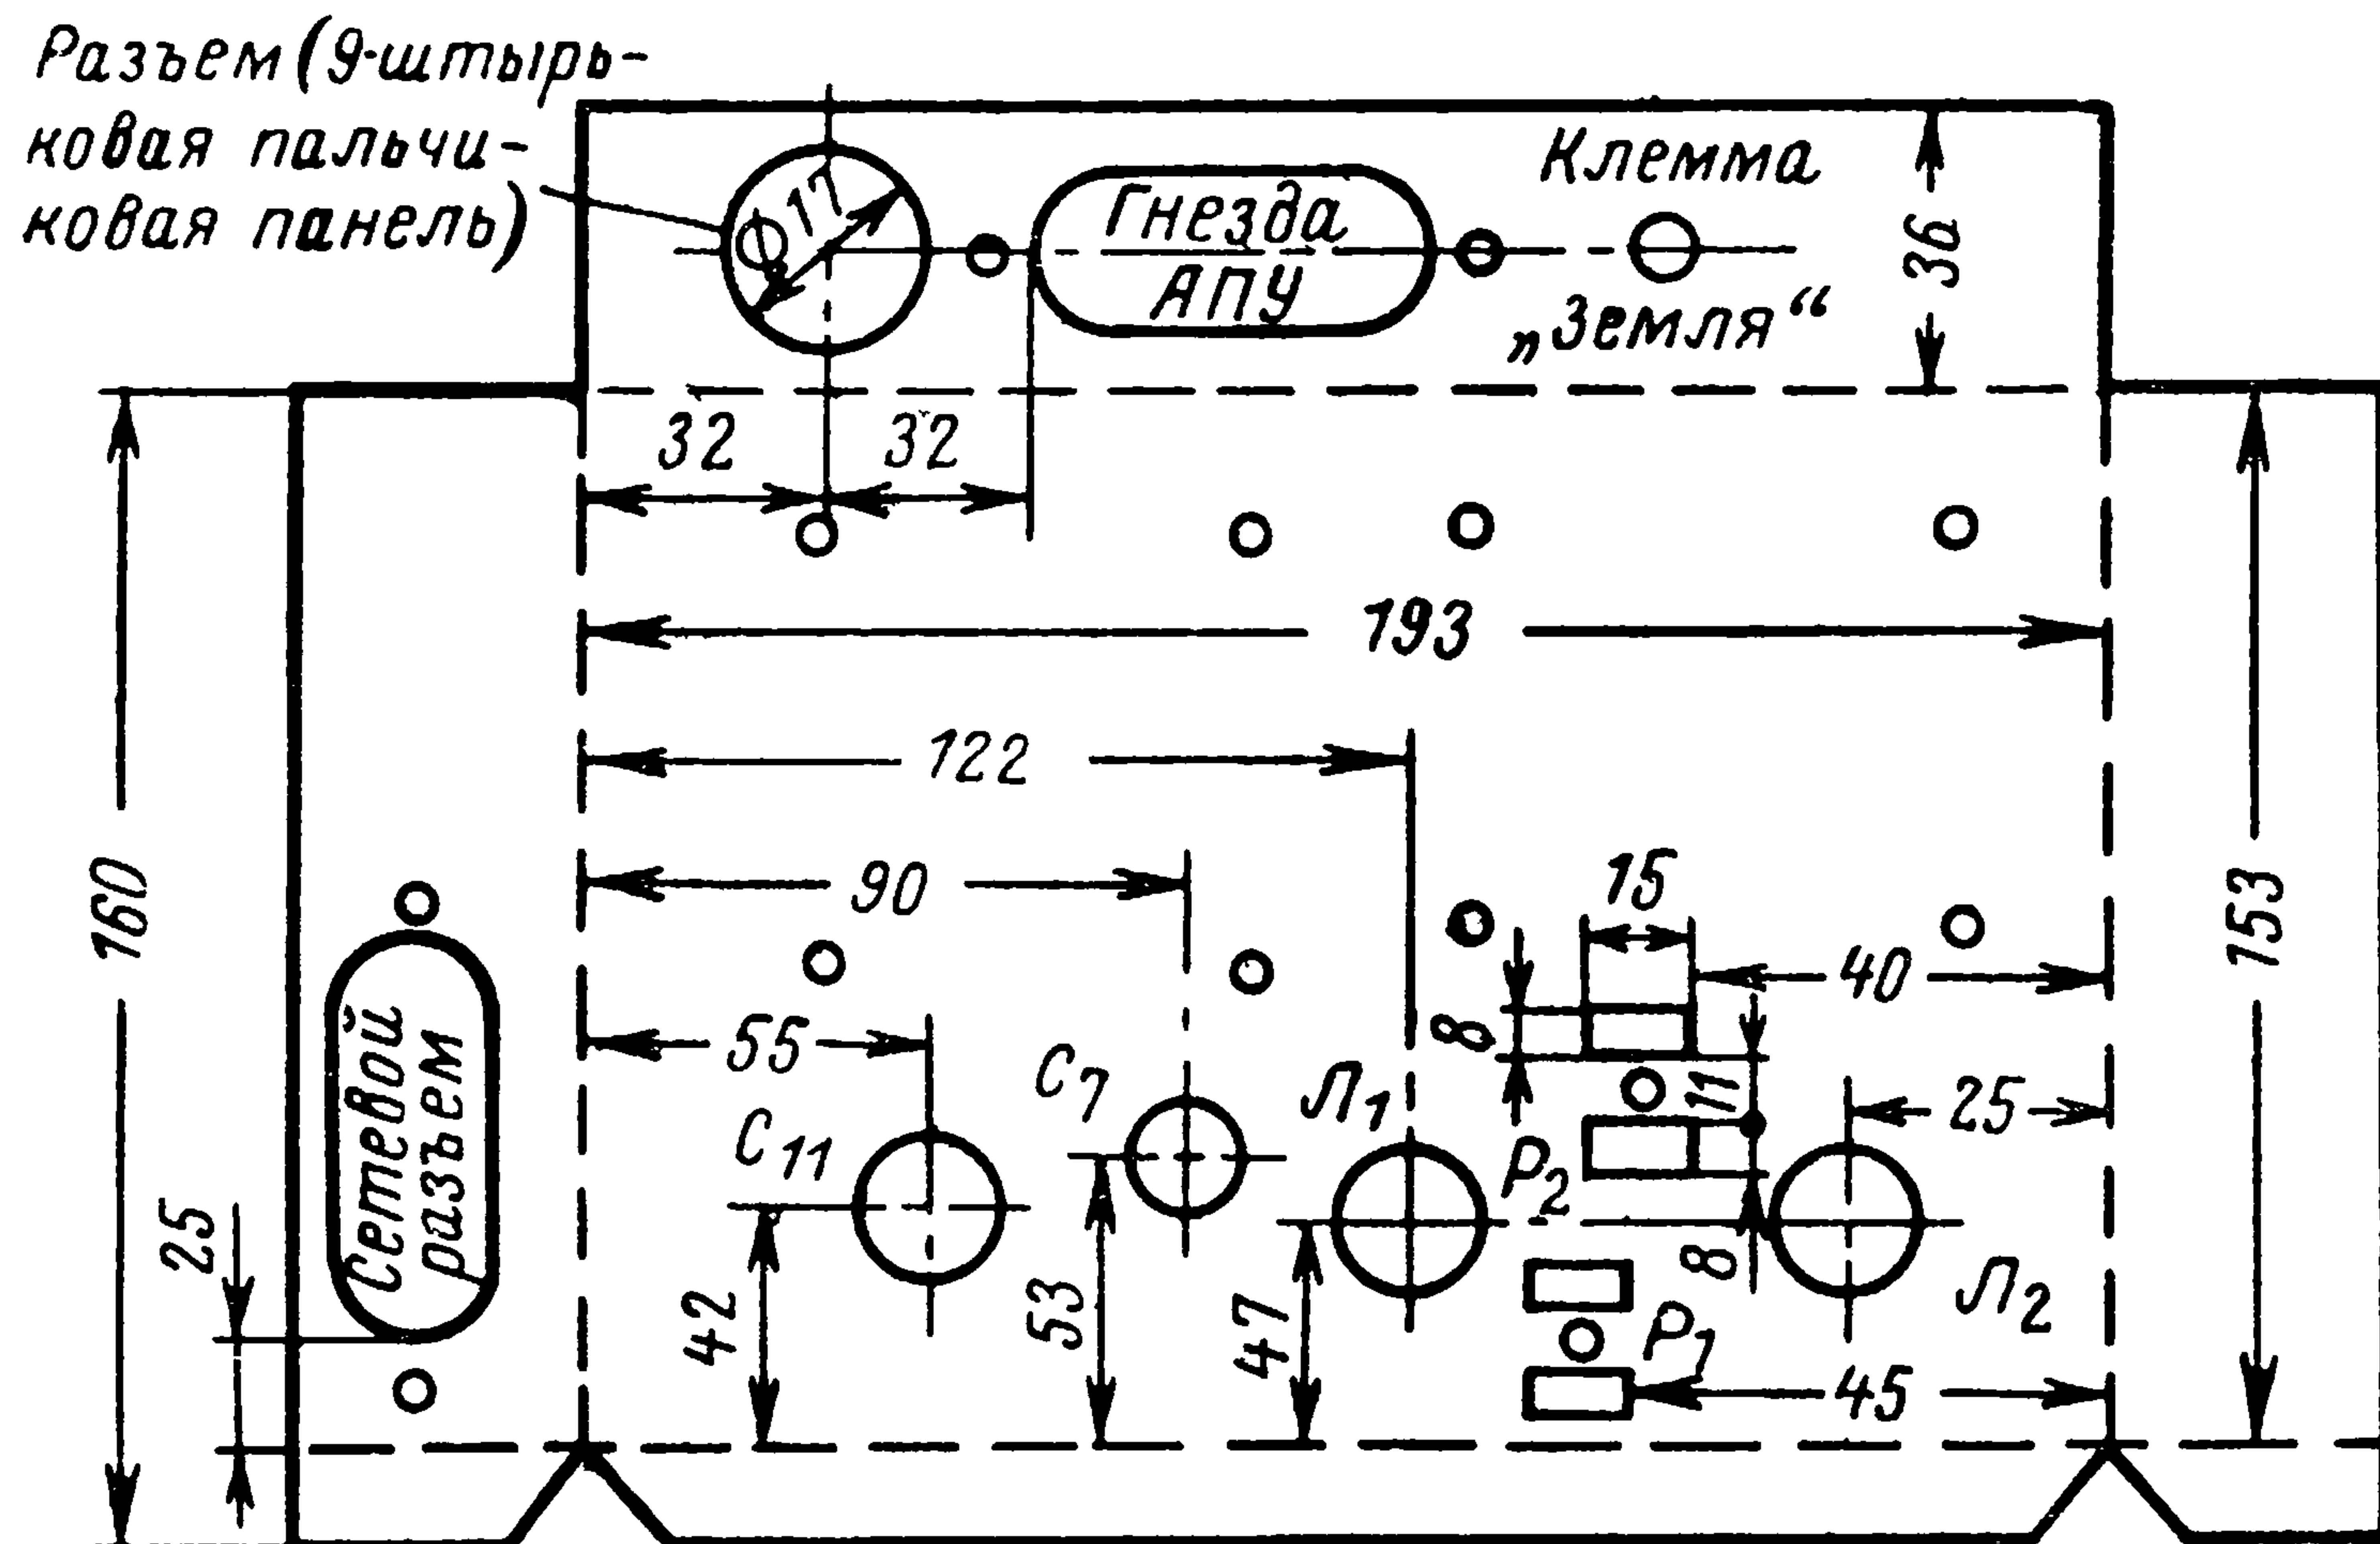 Разъем (9-штырь-
ковая пальчи-
ковая панель)
Ф17
Гнезда
АПУ
Клемма
„Земля“
36
32
32
193
122
90
15
40
160
153
55
8
С7
Л1
11
25
С11
Р2
Сетевой
разъем
25
8
Л2
42
53
47
Р1
45